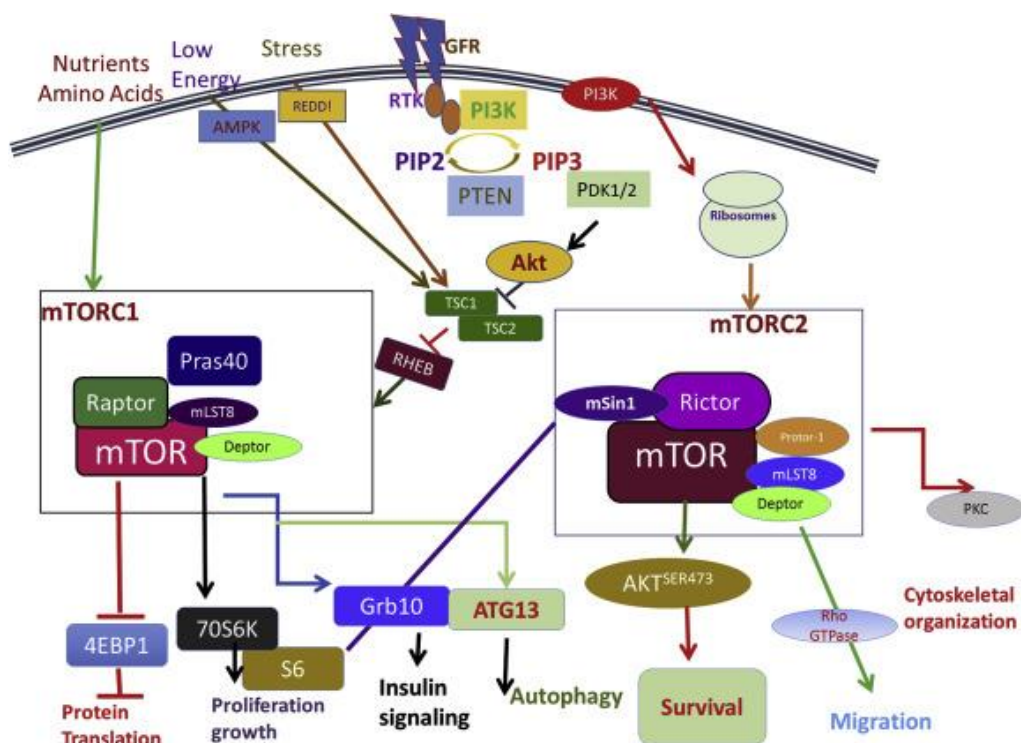 Nutrients
Amino Acids
Low
Energy
Stress
GFR
AMPK
REDD!
RTK
PI3K
PI3K
PIP2
PIP3
PTEN
PDK1/2
Ribosomes
Akt
TSC1
TSC2
RHEB
mTORC1
mTORC2
Pras40
Raptor
mLST8
mTOR
Deptor
mSin1
Rictor
mTOR
Protor-1
mLST8
Deptor
PKC
AKTSER473
Grb10
ATG13
4EBP1
70S6K
S6
Rho
GTPase
Cytoskeletal
organization
Protein
Translation
Proliferation
growth
Insulin
signaling
Autophagy
Survival
Migration